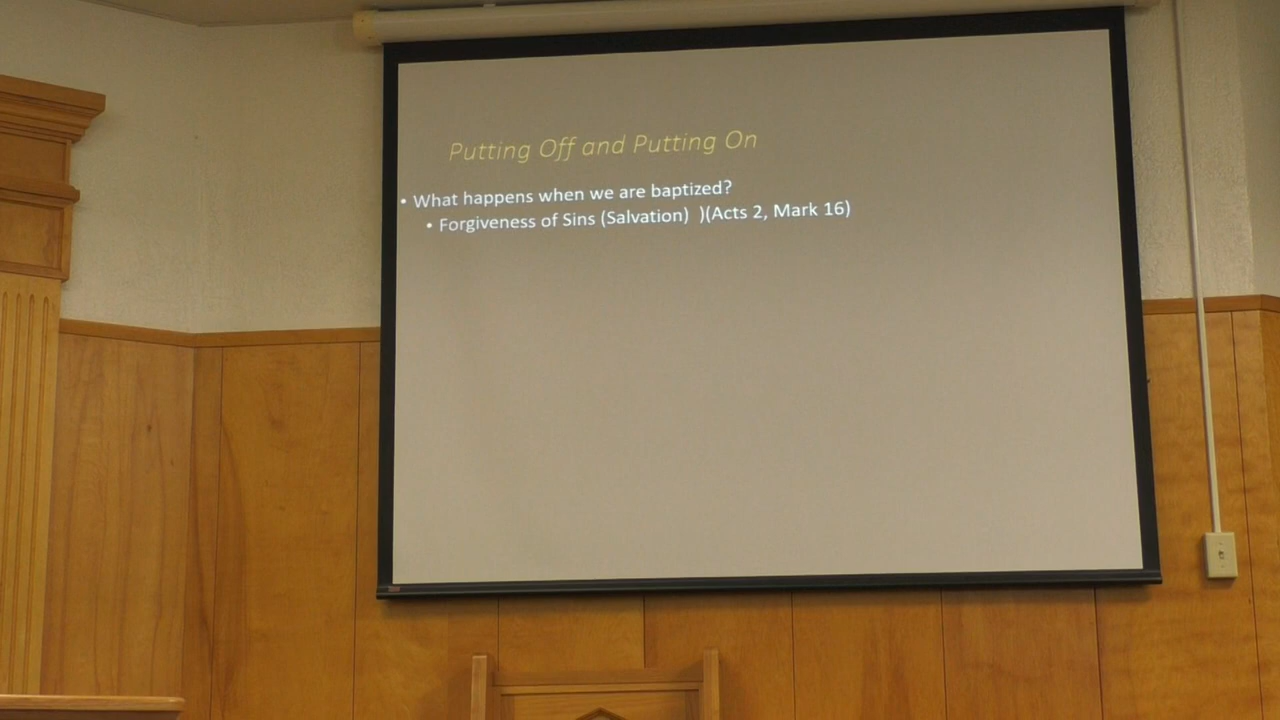 Putting Off and Putting On
• What happens when we are baptized?
• Forgiveness of Sins (Salvation)  )(Acts 2, Mark 16)